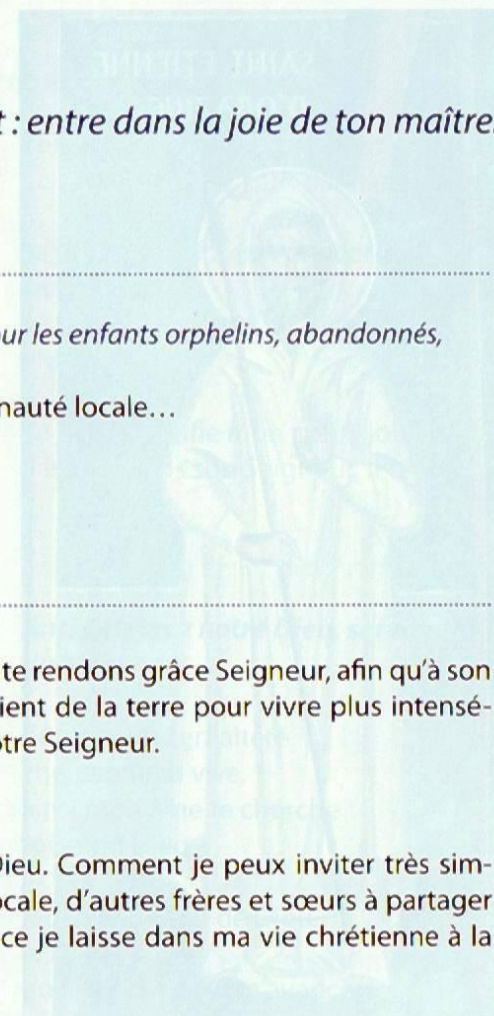 t : entre dans la joie de ton maître.
ur les enfants orphelins, abandonnés,
nauté locale…
te rendons grâce Seigneur, afin qu'à son
ient de la terre pour vivre plus intensé-
otre Seigneur.
Dieu. Comment je peux inviter très sim-
ocale, d'autres frères et sœurs à partager
ce je laisse dans ma vie chrétienne à la